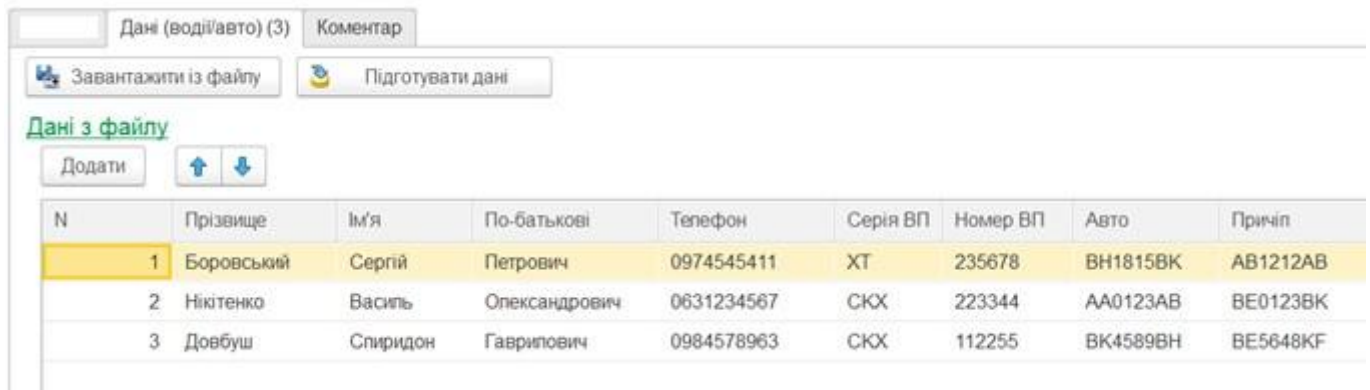 Дані (водії/авто) (3) Коментар
Завантажити із файлу Підготувати дані
Дані з файлу
Додати
N Прізвище Ім'я По-батькові Телефон Серія ВП Номер ВП Авто Причіп
1 Боровський Сергій Петрович 0974545411 ХТ 235678 ВН1815ВК АВ1212АВ
2 Нікітенко Василь Олександрович 0631234567 СКХ 223344 АА0123АВ ВЕ0123ВК
3 Довбуш Спиридон Гаврилович 0984578963 СКХ 112255 ВК4589ВН ВЕ5648KF